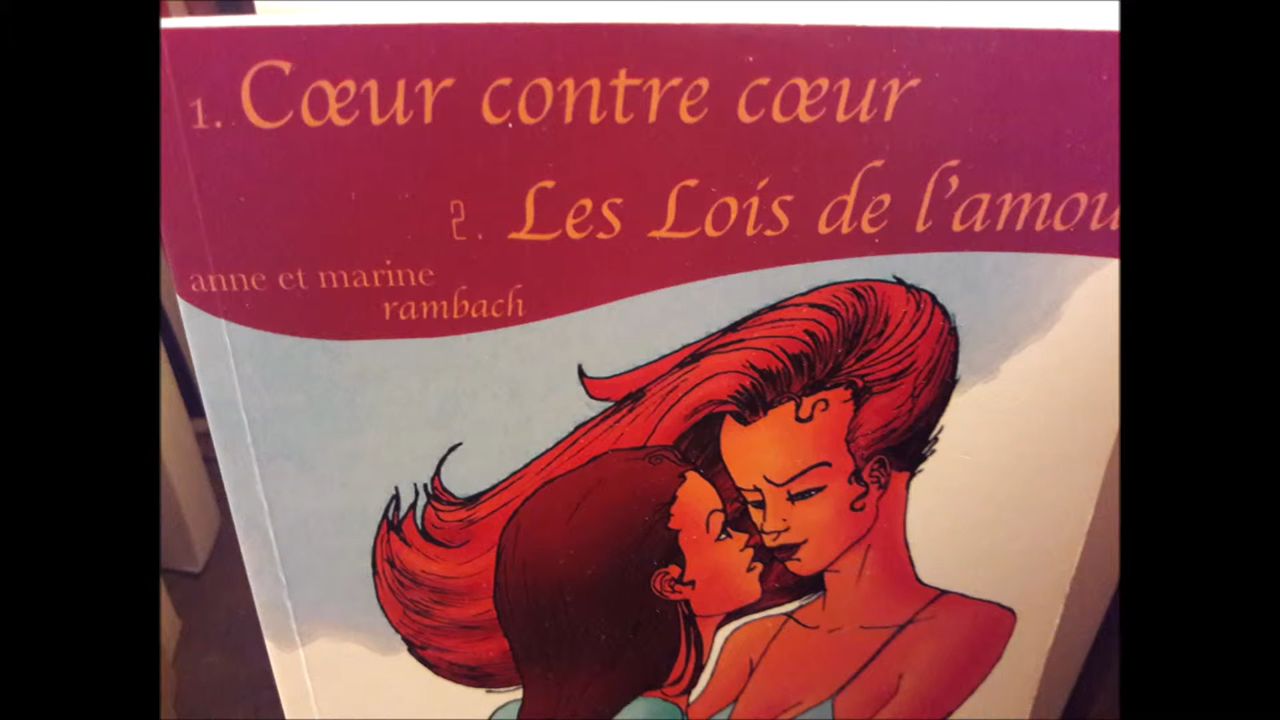 1. Cœur contre cœur
2. Les Lois de l'amou
anne et marine
rambach